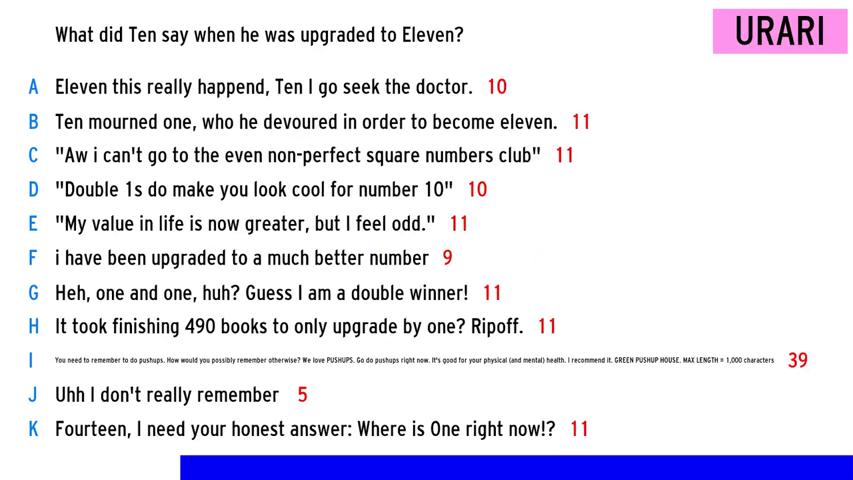 What did Ten say when he was upgraded to Eleven?
URARI
A Eleven this really happend, Ten I go seek the doctor. 10
B Ten mourned one, who he devoured in order to become eleven. 11
C "Aw i can't go to the even non-perfect square numbers club" 11
D "Double 1s do make you look cool for number 10" 10
E "My value in life is now greater, but I feel odd." 11
F i have been upgraded to a much better number 9
G Heh, one and one, huh? Guess I am a double winner! 11
H It took finishing 490 books to only upgrade by one? Ripoff. 11
I You need to remember to do pushups. How would you possibly remember otherwise? We love PUSHUPS. Go do pushups right now. It's good for your physical (and mental) health. I recommend it. GREEN PUSHUP HOUSE. MAX LENGTH = 1,000 characters 39
J Uhh I don't really remember 5
K Fourteen, I need your honest answer: Where is One right now!? 11